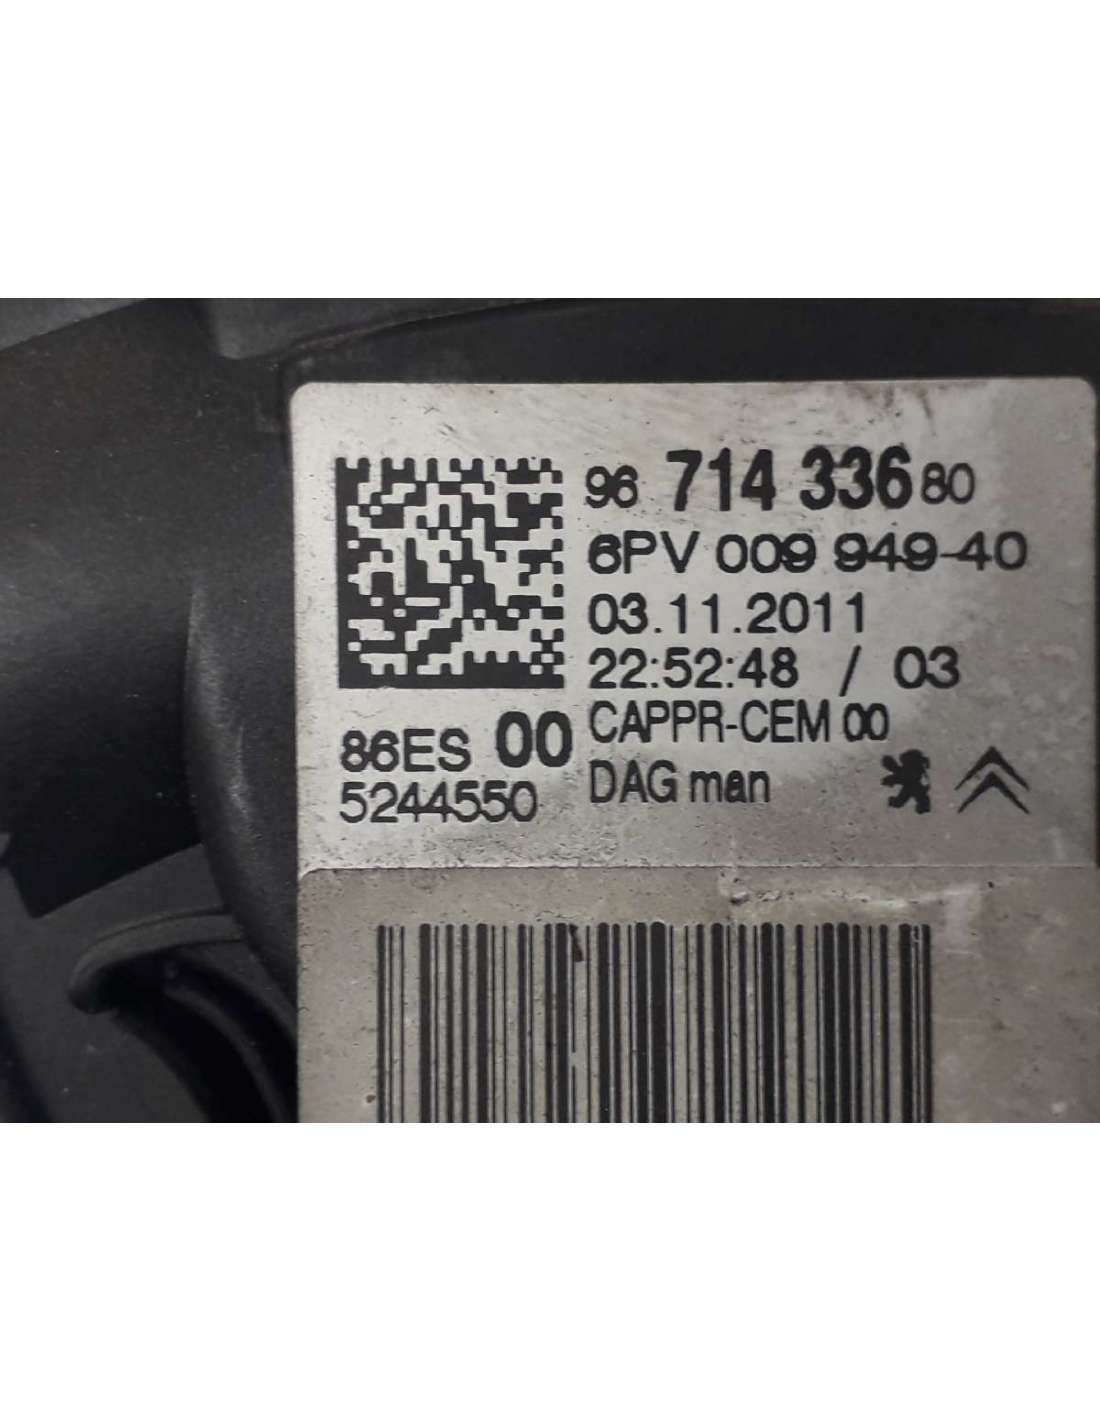 96 714 336 80
6PV 009 949-40
03.11.2011
22:52:48 / 03
CAPPR-CEM 00
DAG man
86ES 00
5244550